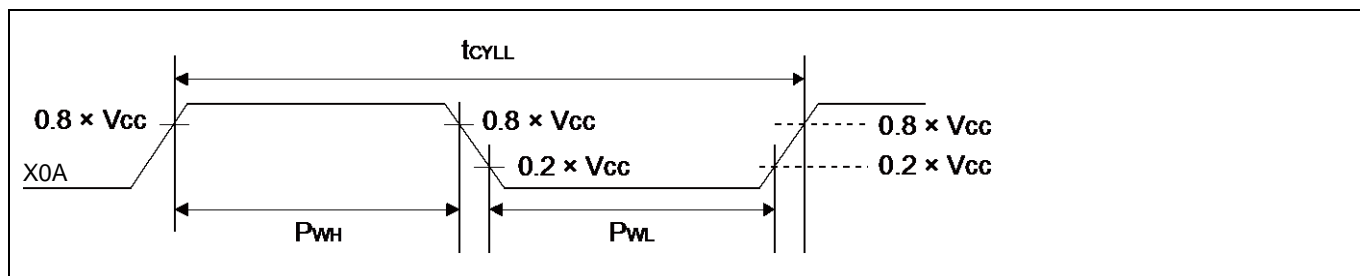 tCYLL
0.8 × Vcc
0.8 × Vcc
0.8 × Vcc
0.2 × Vcc
0.2 × Vcc
X0A
PWH
PWL